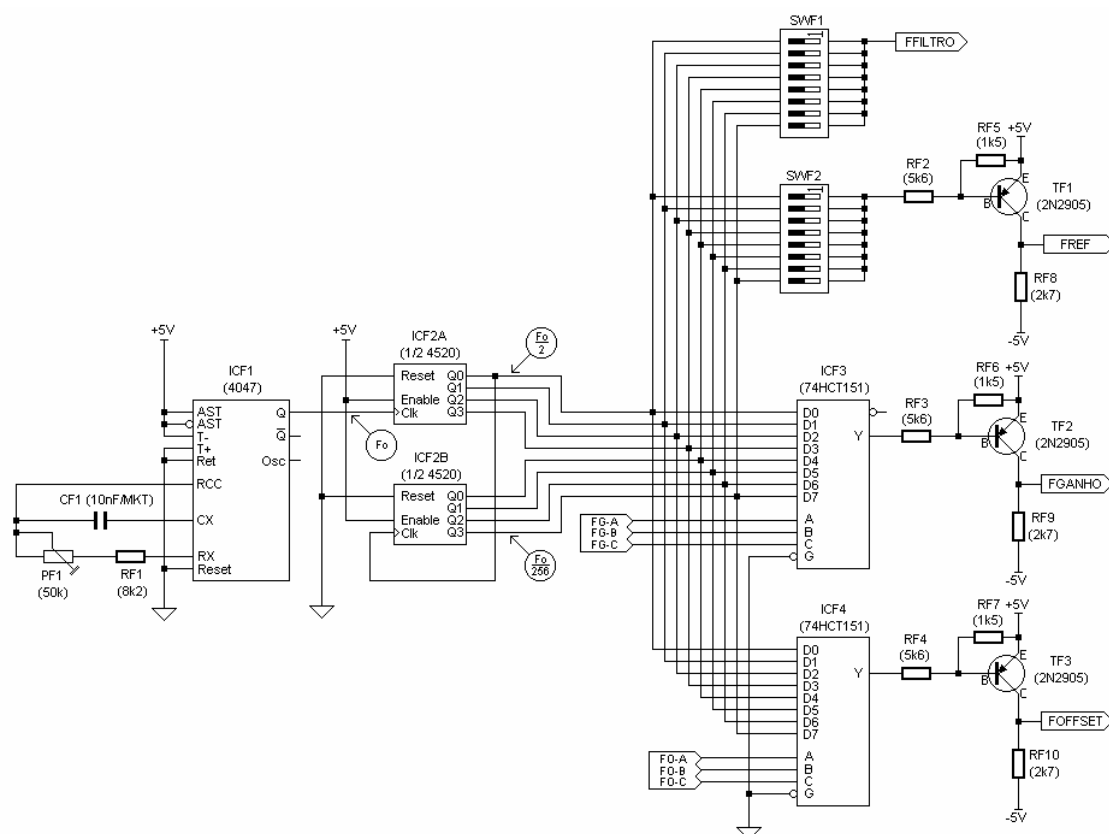 SWF1
1
FFILTRO
SWF2
1
RF2
(5k6)
RF5
(1k5)
+5V
E
B
C
TF1
(2N2905)
FREF
RF8
(2k7)
-5V
+5V
ICF1
(4047)
AST
AST
T-
T+
Ret
RCC
CX
RX
Reset
Q
Q
Osc
CF1 (10nF/MKT)
PF1
(50k)
RF1
(8k2)
+5V
ICF2A
(1/2 4520)
Reset
Enable
Clk
Q0
Q1
Q2
Q3
Fo
2
Fo
ICF2B
(1/2 4520)
Reset
Enable
Clk
Q0
Q1
Q2
Q3
Fo
256
ICF3
(74HCT151)
D0
D1
D2
D3
D4
D5
D6
D7
A
B
C
G
Y
FG-A
FG-B
FG-C
RF3
(5k6)
RF6
(1k5)
+5V
E
B
C
TF2
(2N2905)
FGANHO
RF9
(2k7)
-5V
ICF4
(74HCT151)
D0
D1
D2
D3
D4
D5
D6
D7
A
B
C
G
Y
FO-A
FO-B
FO-C
RF4
(5k6)
RF7
(1k5)
+5V
E
B
C
TF3
(2N2905)
FOFFSET
RF10
(2k7)
-5V